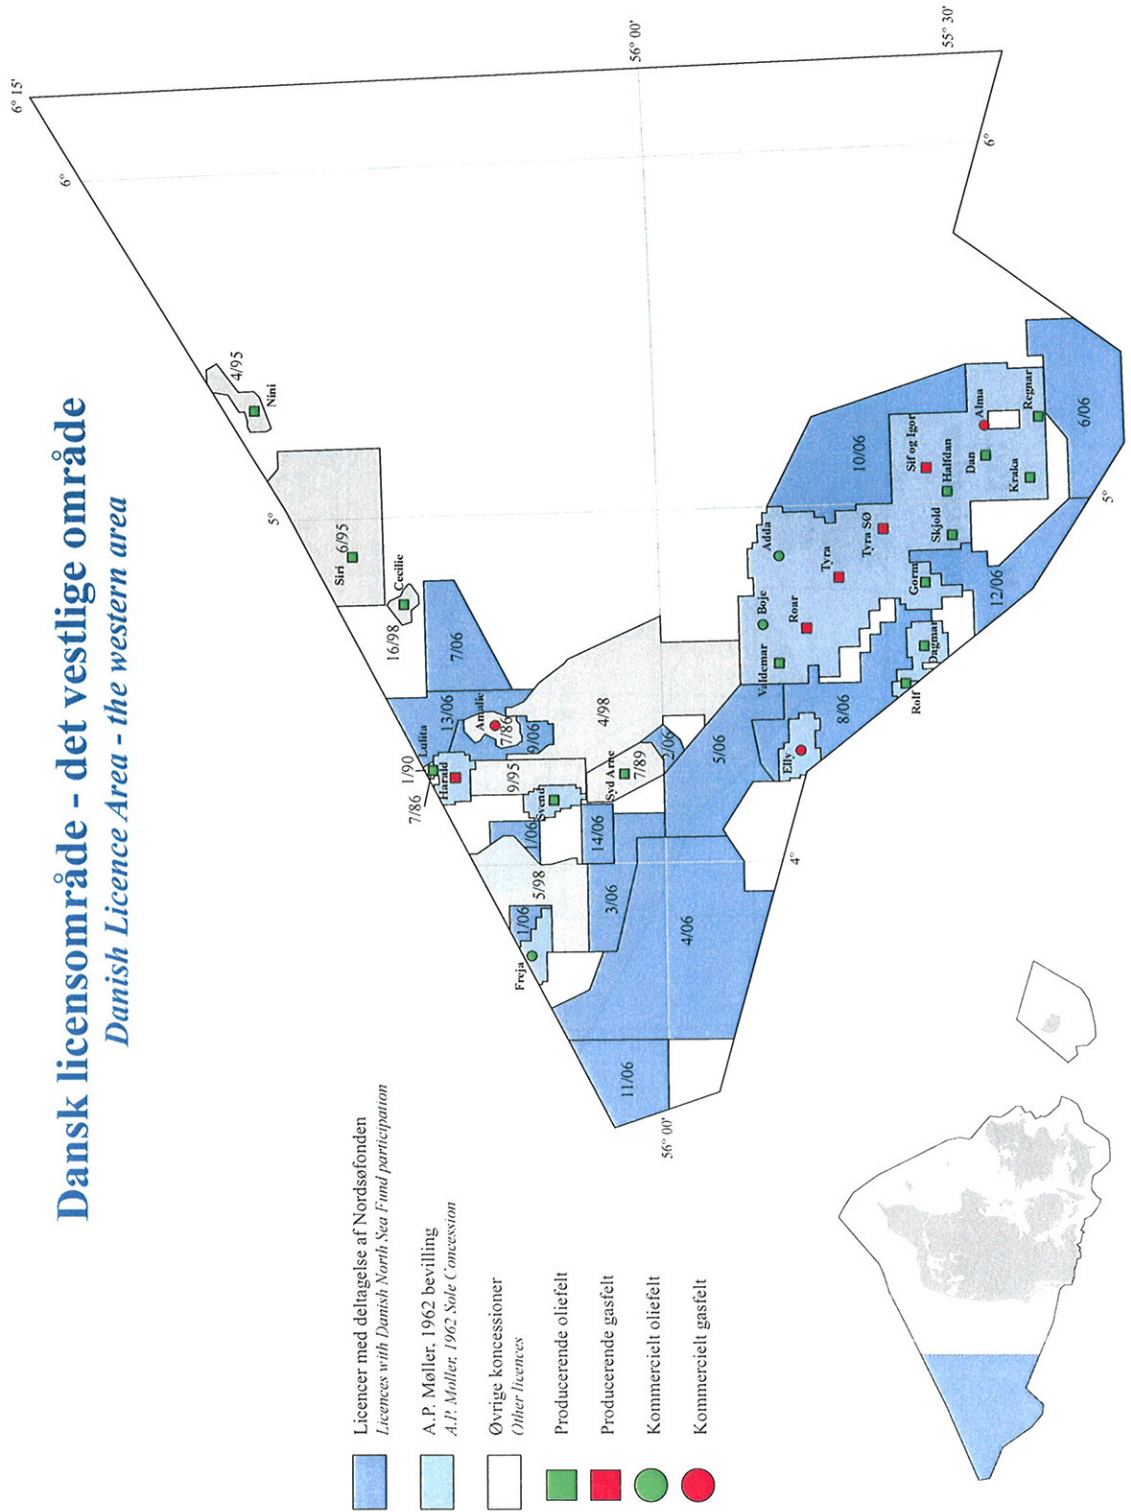 Dansk licensområde - det vestlige område
Danish Licence Area - the western area
Licencer med deltagelse af Nordsøfonden
Licences with Danish North Sea Fund participation
A.P. Møller, 1962 bevilling
A.P. Møller, 1962 Sole Concession
Øvrige koncessioner
Other licences
Producerende oliefelt
Producerende gasfelt
Kommercielt oliefelt
Kommercielt gasfelt
6° 15'
6°
5°
56° 00'
55° 30'
6°
5°
4°
56° 00'
4/95
Nini
6/95
Siri
Cecilie
16/98
7/06
13/06
Lulita
1/90
7/86
Harald
Amalie
7/86
9/06
9/95
4/98
Svend
Syd Arne
7/89
2/06
1/06
14/06
5/98
1/06
Freja
3/06
4/06
11/06
5/06
Elly
8/06
Rolf
Dagmar
Gorm
12/06
Valdemar
Boje
Adda
Roar
Tyra
Tyra SØ
Skjold
Halfdan
Sif og Igor
10/06
Dan
Alma
Kraka
Regnar
6/06